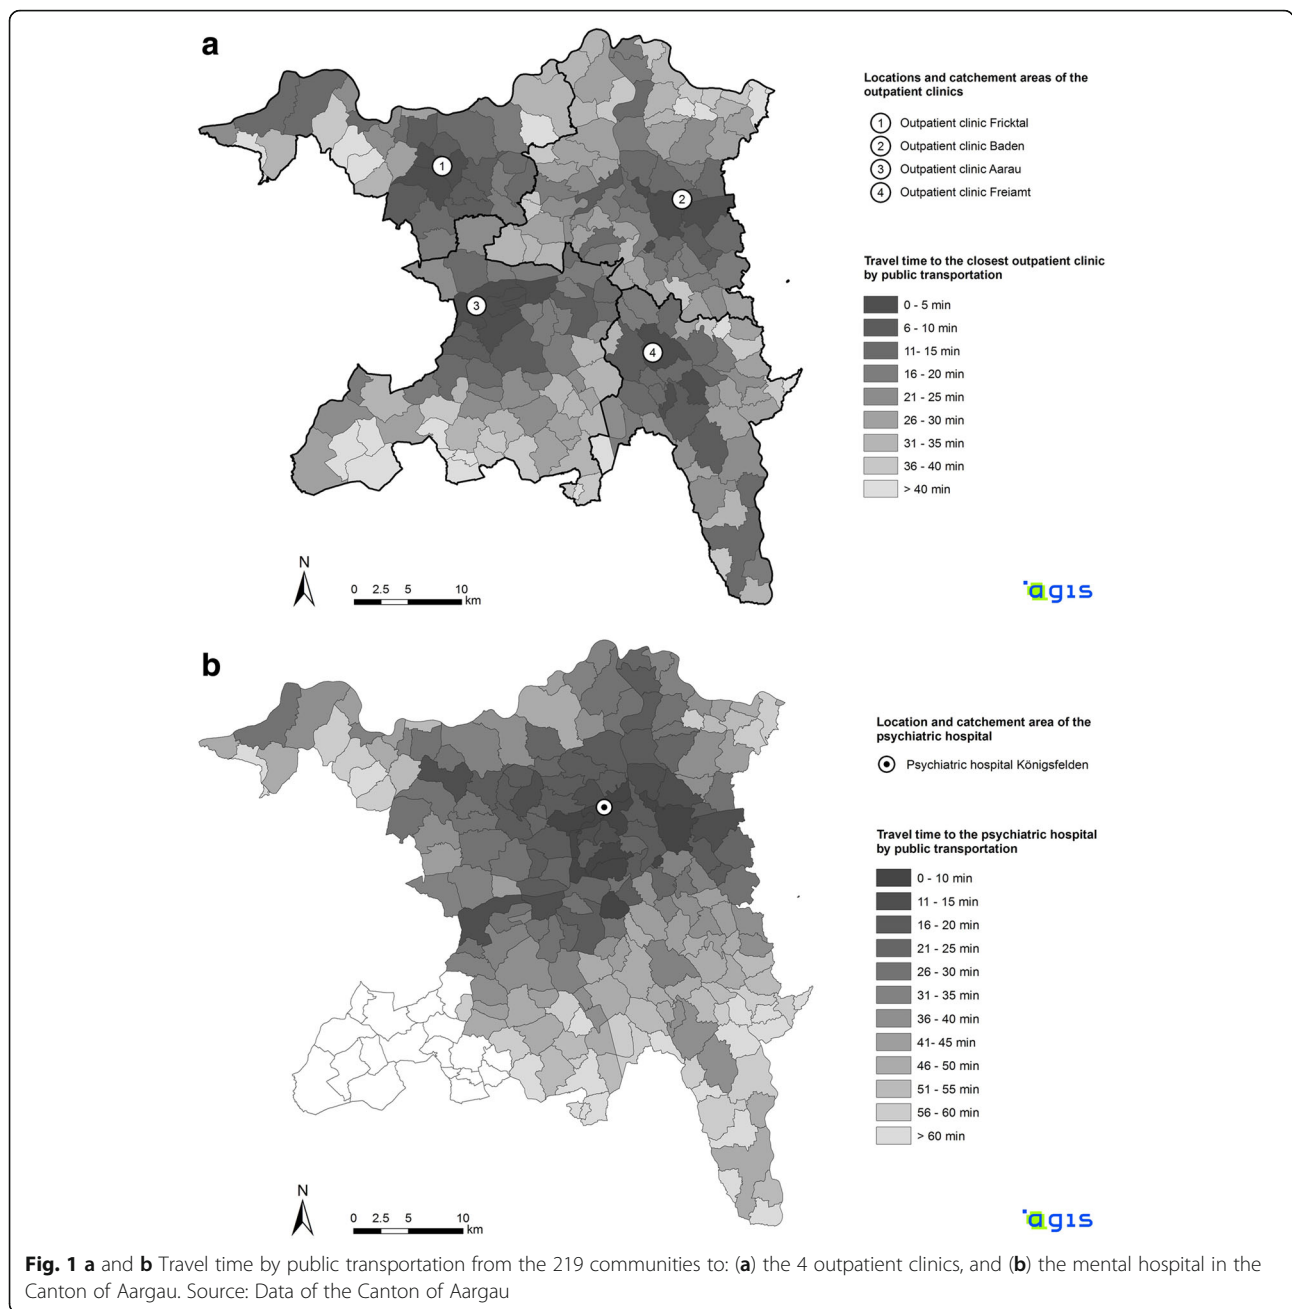 a
Locations and catchement areas of the
outpatient clinics
1 Outpatient clinic Fricktal
2 Outpatient clinic Baden
3 Outpatient clinic Aarau
4 Outpatient clinic Freiamt
1
2
3
4
Travel time to the closest outpatient clinic
by public transportation
0 - 5 min
6 - 10 min
11- 15 min
16 - 20 min
21 - 25 min
26 - 30 min
31 - 35 min
36 - 40 min
> 40 min
N
0 2.5 5 10
km
agis
b
Location and catchement area of the
psychiatric hospital
Psychiatric hospital Königsfelden
Travel time to the psychiatric hospital
by public transportation
0 - 10 min
11 - 15 min
16 - 20 min
21 - 25 min
26 - 30 min
31 - 35 min
36 - 40 min
41- 45 min
46 - 50 min
51 - 55 min
56 - 60 min
> 60 min
N
0 2.5 5 10
km
agis
Fig. 1 a and b Travel time by public transportation from the 219 communities to: (a) the 4 outpatient clinics, and (b) the mental hospital in the
Canton of Aargau. Source: Data of the Canton of Aargau